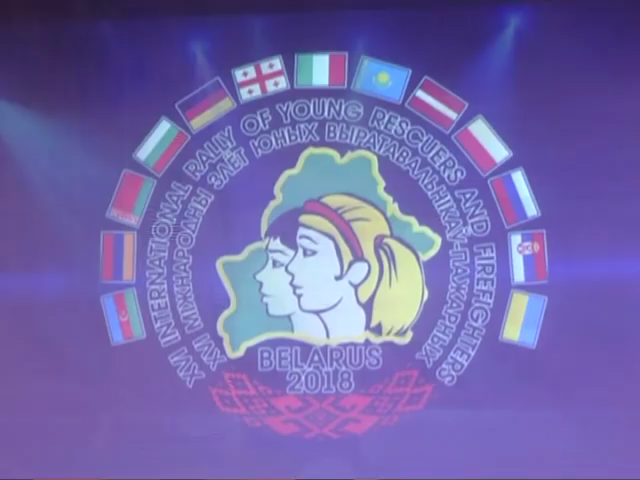 XVI INTERNATIONAL RALLY OF YOUNG RESCUERS AND FIREFIGHTERS
XVI МІЖНАРОДНЫ ЗЛЁТ ЮНЫХ ВЫРАТАВАЛЬНІКАЎ-ПАЖАРНЫХ
BELARUS
2018